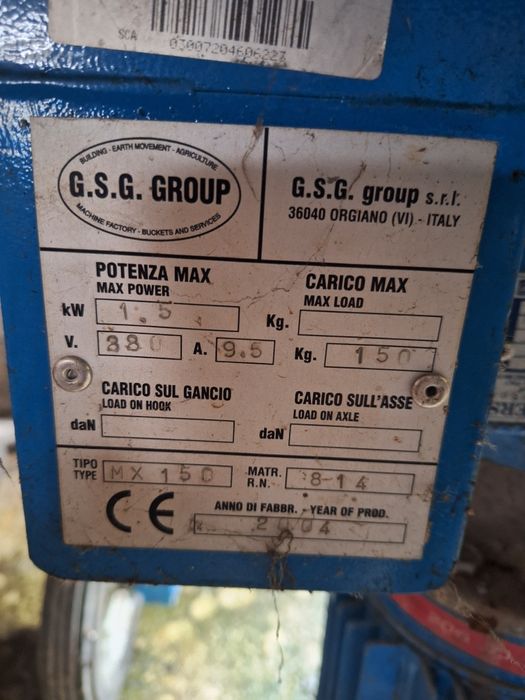 SCA
03007204606223
BUILDING - EARTH MOVEMENT - AGRICULTURE
G.S.G. GROUP
MACHINE FACTORY - BUCKETS AND SERVICES
G.S.G. group s.r.l.
36040 ORGIANO (VI) - ITALY
POTENZA MAX
MAX POWER
kW 1.5
V. 380 A. 9.5
CARICO MAX
MAX LOAD
Kg.
Kg. 150
CARICO SUL GANCIO
LOAD ON HOOK
daN
CARICO SULL'ASSE
LOAD ON AXLE
daN
TIPO
TYPE MX 150
MATR.
R.N. 8-14
CE
ANNO DI FABBR. - YEAR OF PROD.
2004